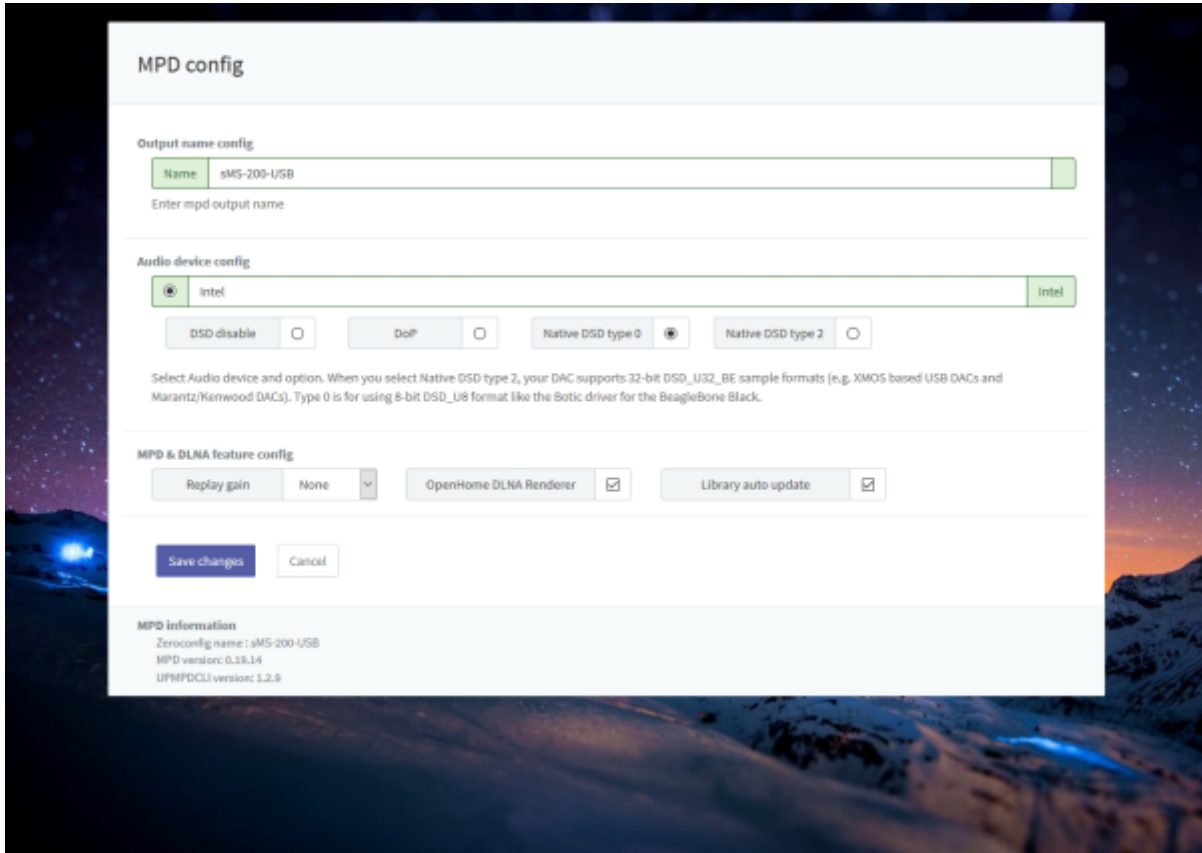 MPD config
Output name config
Name sMS-200-USB
Enter mpd output name
Audio device config
Intel Intel
DSD disable DoP Native DSD type 0 Native DSD type 2
Select Audio device and option. When you select Native DSD type 2, your DAC supports 32-bit DSD_U32_BE sample formats (e.g. XMOS based USB DACs and
Marantz/Kenwood DACs). Type 0 is for using 8-bit DSD_U8 format like the Botic driver for the BeagleBone Black.
MPD & DLNA feature config
Replay gain None OpenHome DLNA Renderer Library auto update
Save changes Cancel
MPD information
Zeroconfig name : sMS-200-USB
MPD version: 0.19.14
UPMPDCLI version: 1.2.9